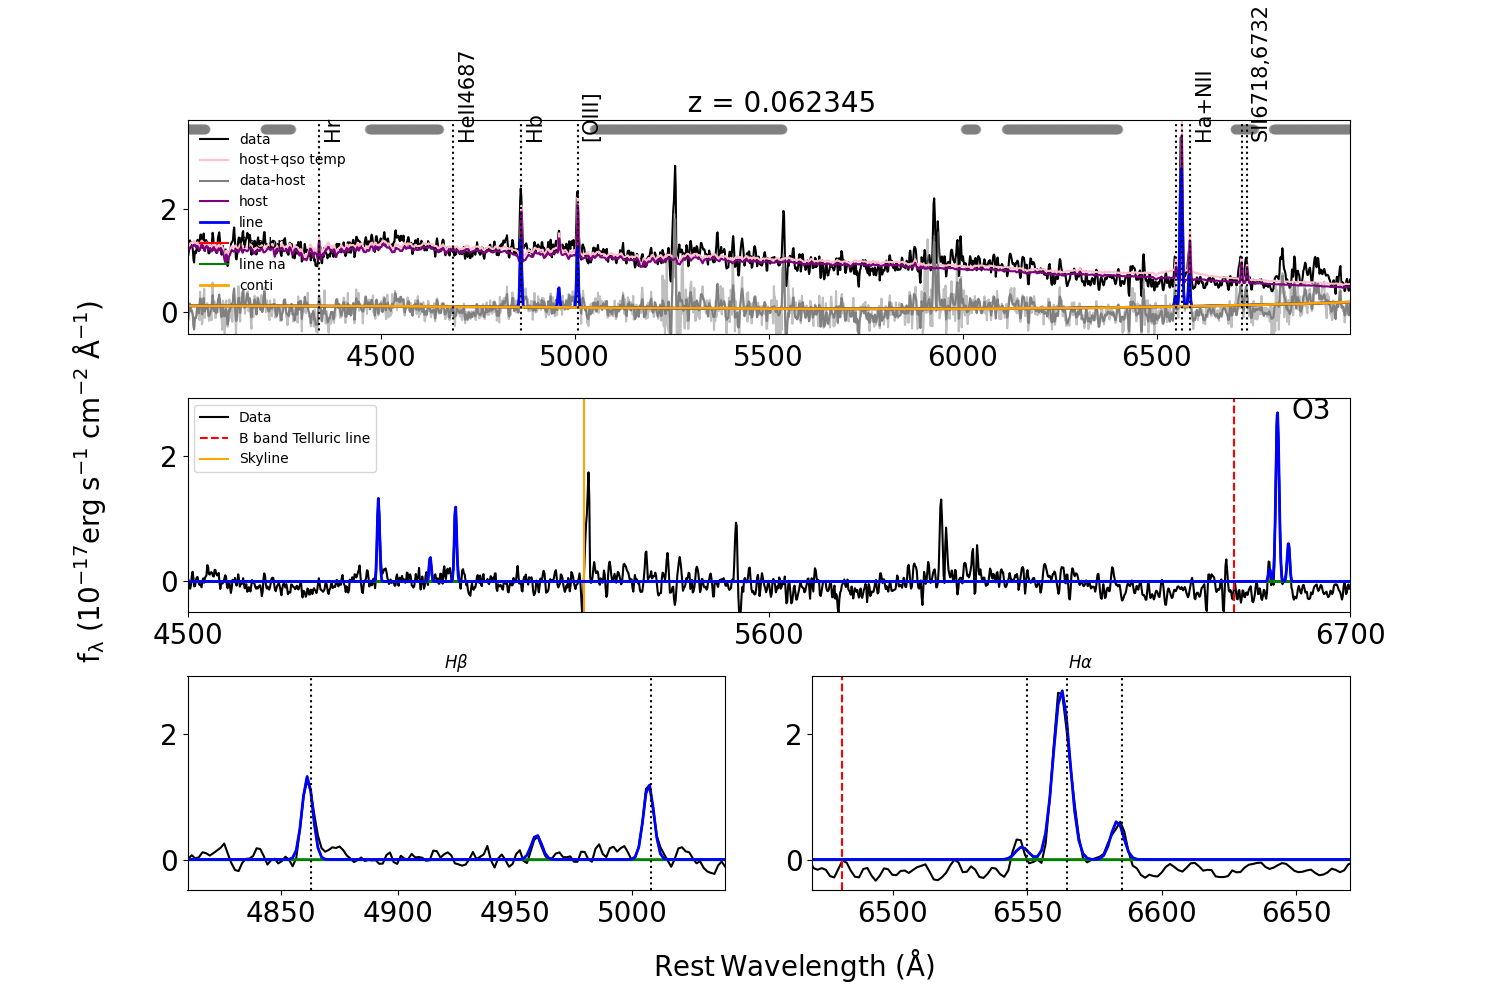 z = 0.062345
Hr
HeII4687
Hb
[OIII]
Ha+NII
SII6718,6732
data
host+qso temp
data-host
host
line
line na
conti
2
0
4500 5000 5500 6000 6500
Data
B band Telluric line
Skyline
O3
2
0
4500 5600 6700
fλ (10⁻¹⁷erg s⁻¹ cm⁻² Å⁻¹)
Hβ
2
0
4850 4900 4950 5000
Hα
2
0
6500 6550 6600 6650
Rest Wavelength (Å)